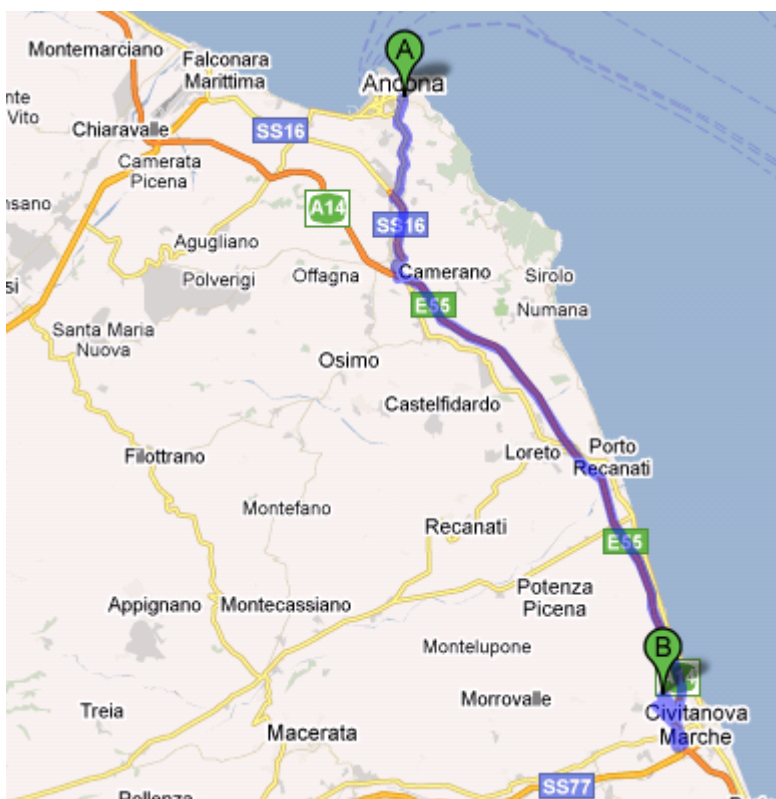 A
Montemarciano
Falconara
Marittima
Ancona
nte
Vito
Chiaravalle
SS16
Camerata
Picena
nsano
A14
SS16
Agugliano
Polverigi
Offagna
Camerano
Sirolo
si
E55
Numana
Santa Maria
Nuova
Osimo
Castelfidardo
Filottrano
Loreto
Porto
Recanati
Montefano
Recanati
E55
Appignano
Montecassiano
Potenza
Picena
Montelupone
B
A14
Treia
Morrovalle
Civitanova
Marche
Macerata
SS77